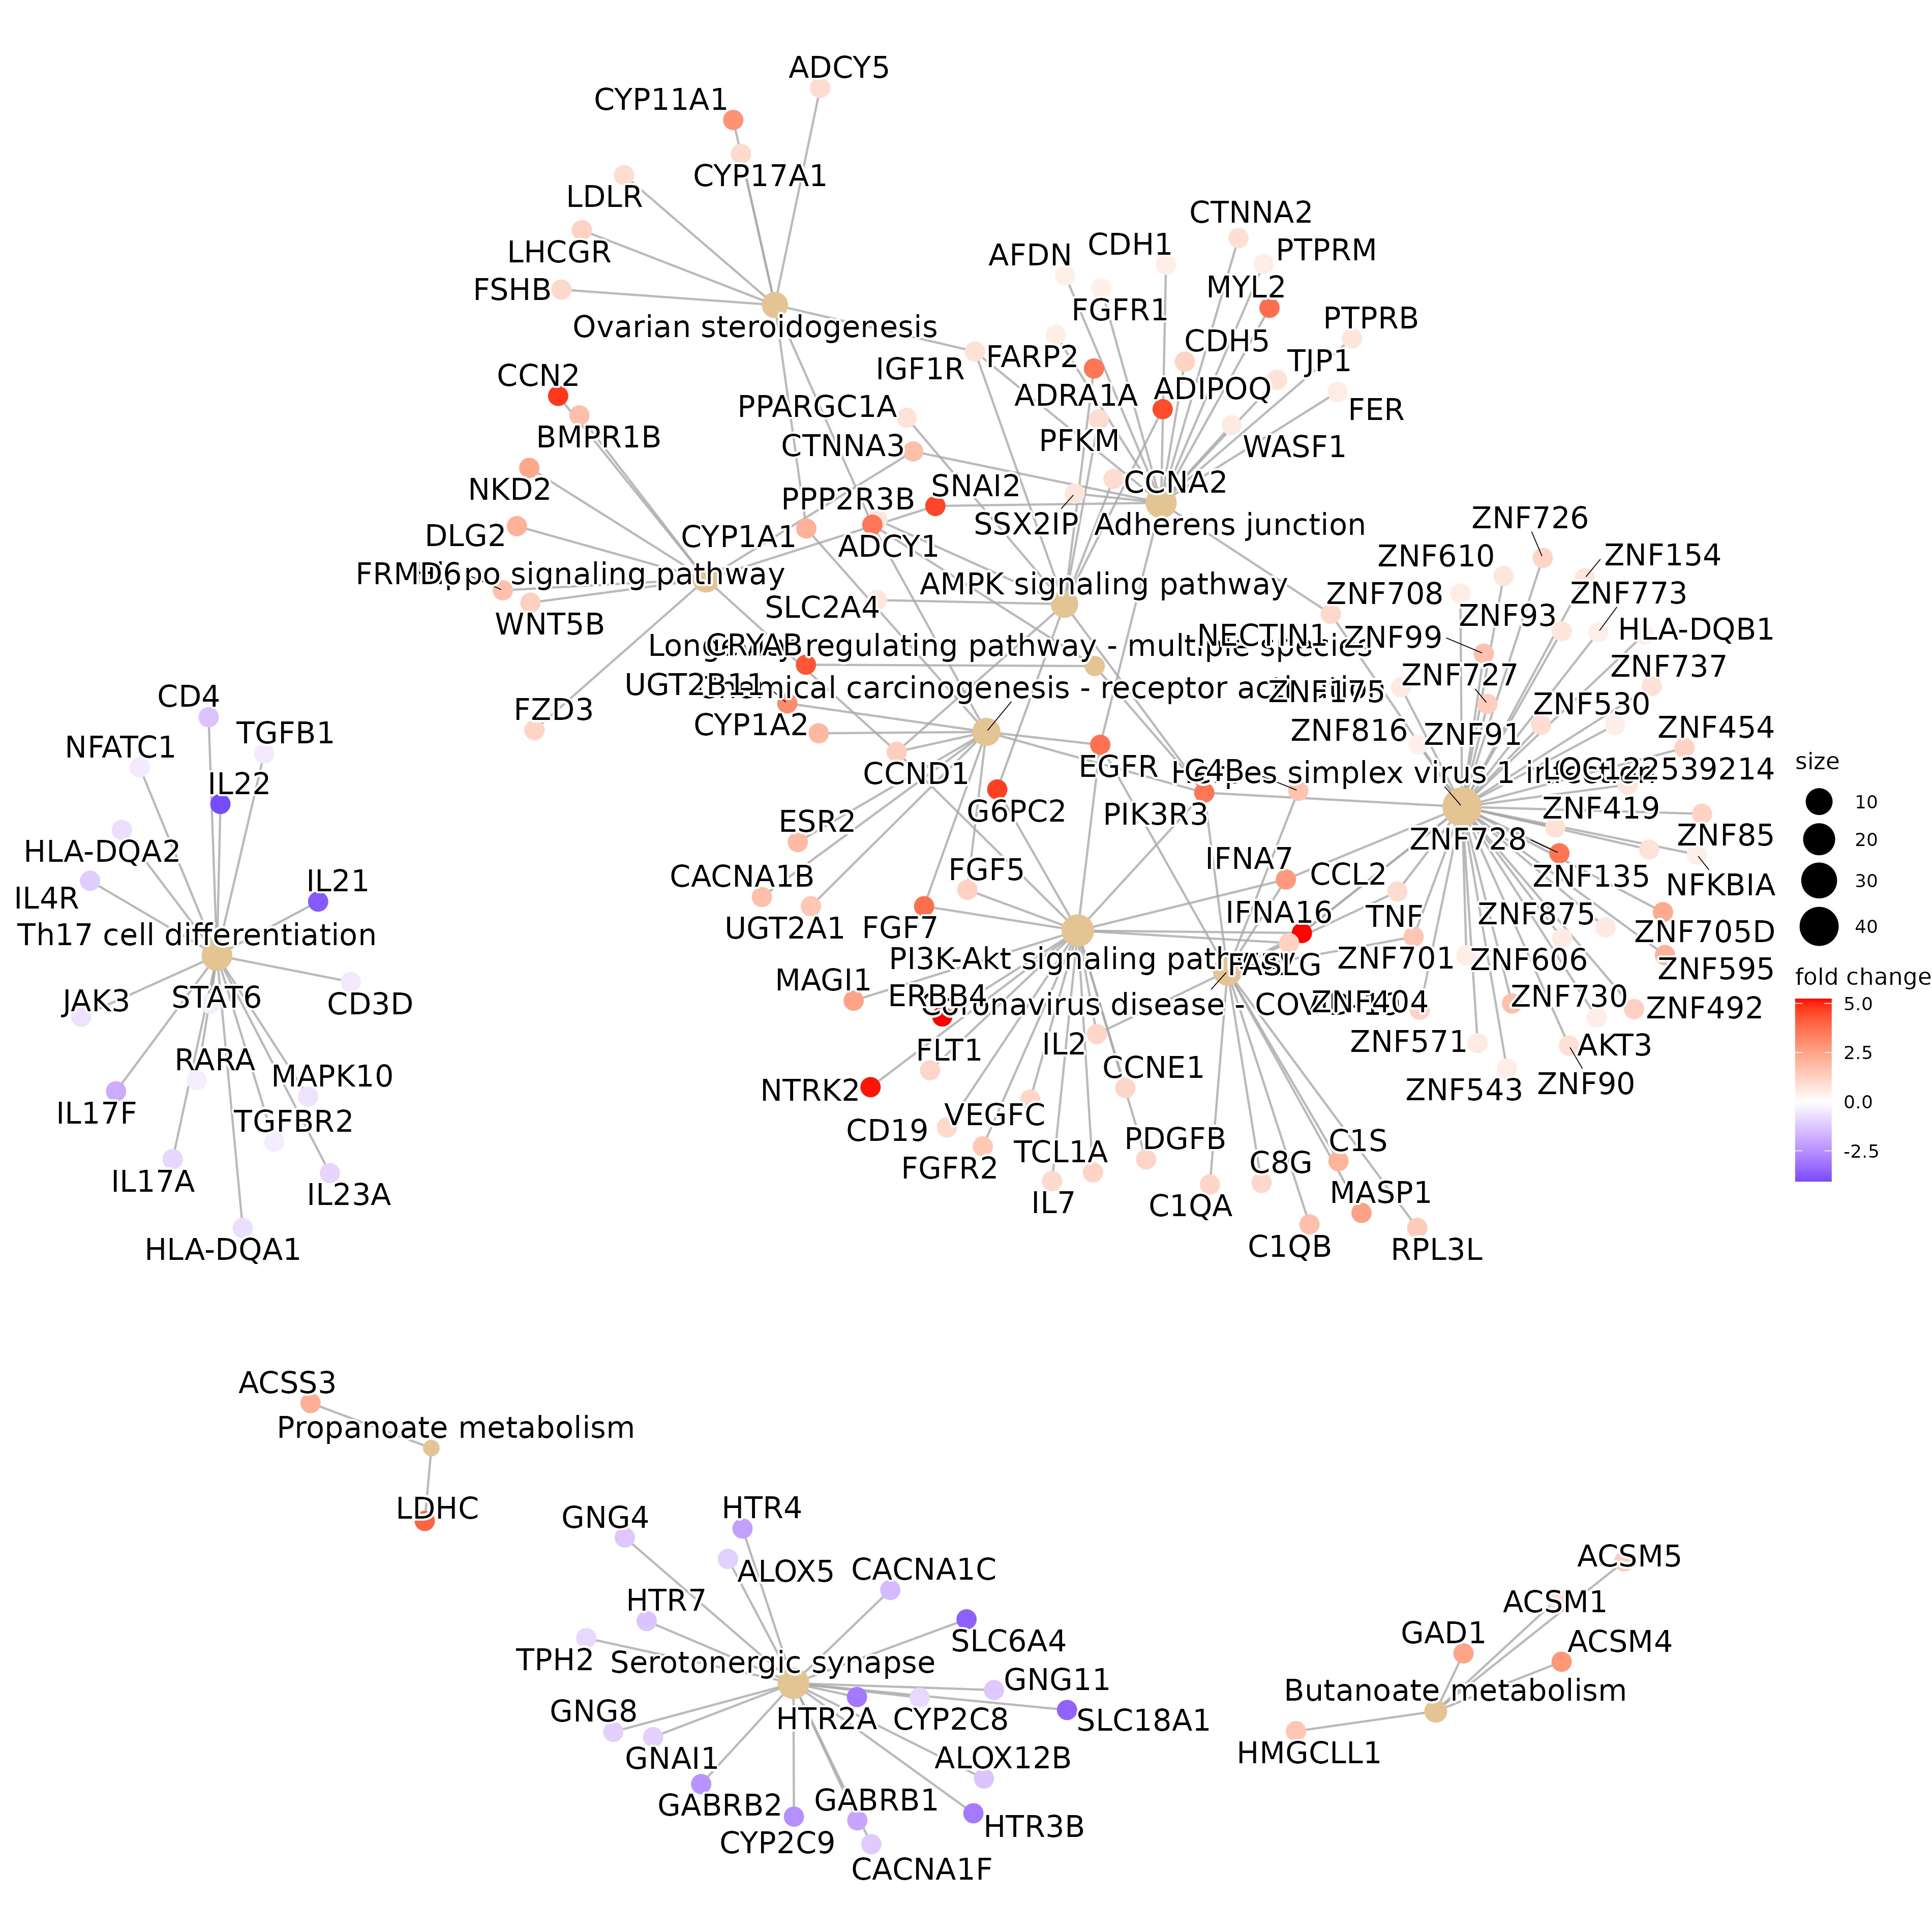 ADCY5
CYP11A1
CYP17A1
LDLR
LHCGR
FSHB
Ovarian steroidogenesis
CTNNA2
CDH1
PTPRM
AFDN
MYL2
FGFR1
PTPRB
CDH5
TJP1
FARP2
IGF1R
ADRA1A
ADIPOQ
FER
PFKM
WASF1
CCN2
BMPR1B
PPARGC1A
CTNNA3
NKD2
SNAI2
CCNA2
PPP2R3B
SSX2IP
Adherens junction
DLG2
CYP1A1
ADCY1
FRMD6
signaling pathway
AMPK signaling pathway
WNT5B
SLC2A4
CRYAB
regulating pathway - multiple species
NECTIN1
UGT2B11
carcinogenesis - receptor
CYP1A2
FZD3
ZNF726
ZNF610
ZNF154
ZNF708
ZNF773
ZNF93
ZNF99
HLA-DQB1
ZNF737
ZNF727
ZNF175
ZNF530
ZNF816
ZNF91
ZNF454
LOC122539214
simplex virus 1
C4B
ZNF419
ZNF85
ZNF728
ZNF135
NFKBIA
ZNF875
ZNF705D
ZNF701
ZNF606
ZNF595
ZNF404
ZNF730
ZNF492
ZNF571
AKT3
ZNF543
ZNF90
CCND1
EGFR
G6PC2
PIK3R3
ESR2
IFNA7
CCL2
CACNA1B
FGF5
IFNA16
TNF
UGT2A1
FGF7
PI3K-Akt signaling
FASLG
MAGI1
ERBB4
disease -
IL2
FLT1
CCNE1
NTRK2
CD19
VEGFC
FGFR2
TCL1A
PDGFB
IL7
C1S
C8G
C1QA
MASP1
C1QB
RPL3L
CD4
NFATC1
TGFB1
IL22
HLA-DQA2
IL4R
IL21
Th17 cell differentiation
JAK3
STAT6
CD3D
RARA
MAPK10
IL17F
TGFBR2
IL17A
IL23A
HLA-DQA1
size
10
20
30
40
fold change
5.0
2.5
0.0
-2.5
ACSS3
Propanoate metabolism
LDHC
GNG4
HTR4
ALOX5
CACNA1C
HTR7
SLC6A4
TPH2
Serotonergic synapse
GNG11
GNG8
HTR2A
CYP2C8
SLC18A1
GNAI1
ALOX12B
GABRB2
GABRB1
HTR3B
CYP2C9
CACNA1F
ACSM5
ACSM1
GAD1
ACSM4
Butanoate metabolism
HMGCLL1